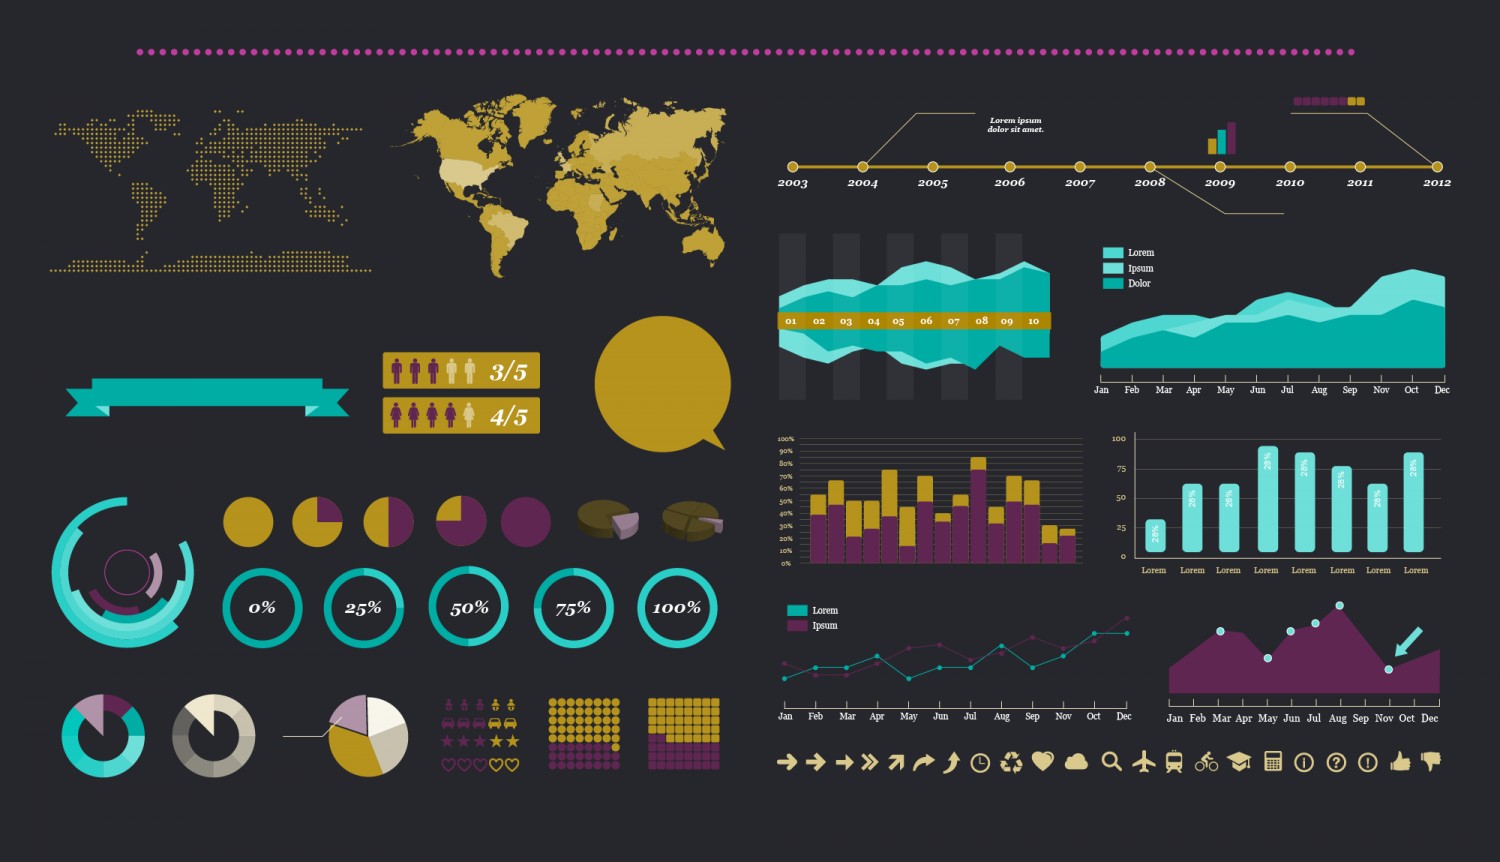 Lorem ipsum
dolor sit amet.
2003 2004 2005 2006 2007 2008 2009 2010 2011 2012
01 02 03 04 05 06 07 08 09 10
Lorem
Ipsum
Dolor
Jan Feb Mar Apr May Jun Jul Aug Sep Nov Oct Dec
3/5
4/5
100%
90%
80%
70%
60%
50%
40%
30%
20%
10%
0%
100
75
50
25
0
28% 28% 28% 28% 28% 28% 28% 28%
Lorem Lorem Lorem Lorem Lorem Lorem Lorem Lorem
0% 25% 50% 75% 100%
Lorem
Ipsum
Jan Feb Mar Apr May Jun Jul Aug Sep Nov Oct Dec
Jan Feb Mar Apr May Jun Jul Aug Sep Nov Oct Dec